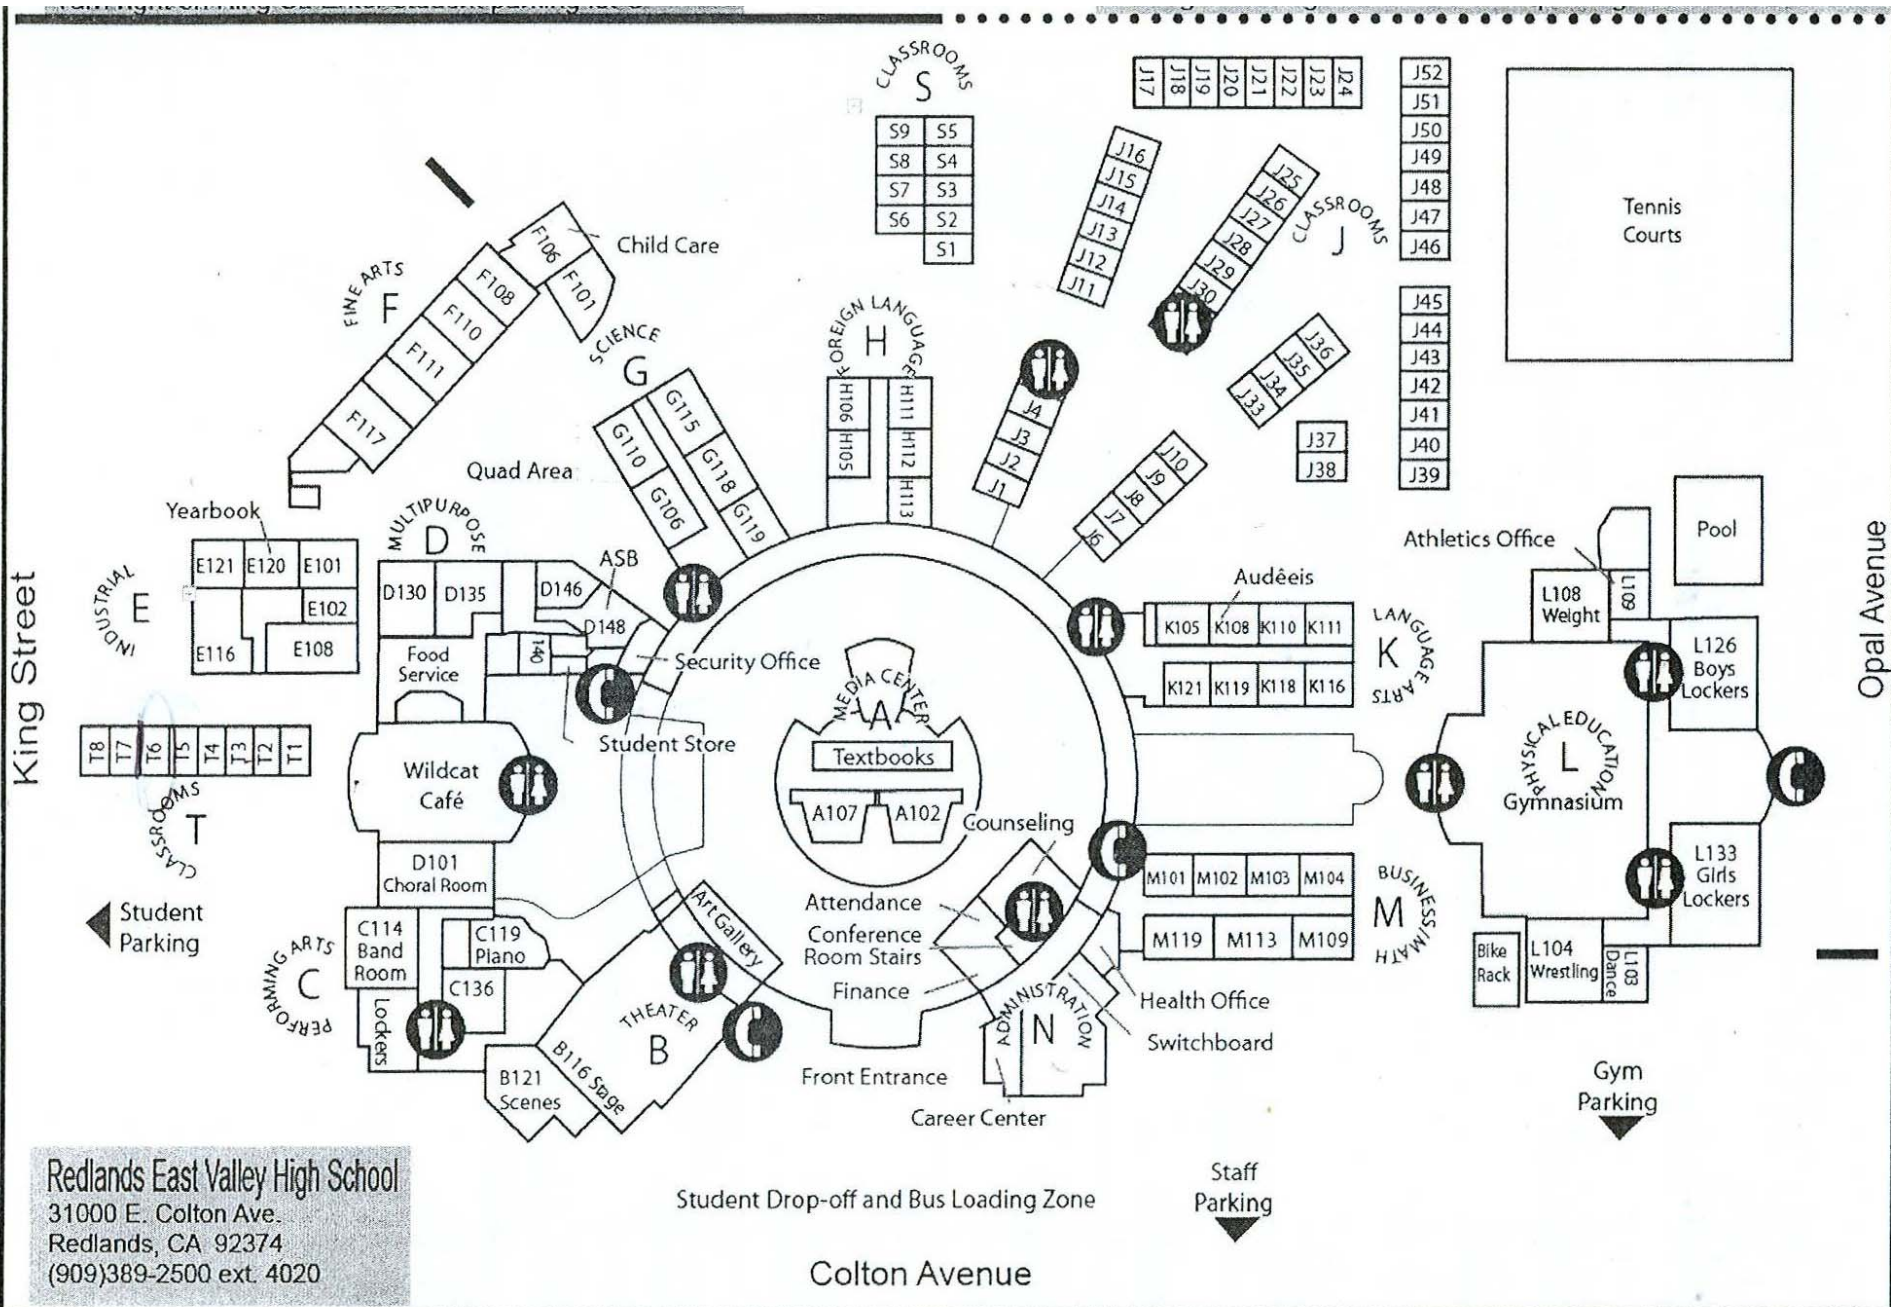 CLASSROOMS
S
S9 S5
S8 S4
S7 S3
S6 S2
S1
J17 J18 J19 J20 J21 J22 J23 J24
J52
J51
J50
J49
J48
J47
J46
J45
J44
J43
J42
J41
J40
J39
Tennis
Courts
J16
J15
J14
J13
J12
J11
J25
J26
J27
J28
J29
J30
CLASSROOMS
J
J36
J35
J34
J33
J37
J38
J4
J3
J2
J1
J10
J9
J8
J7
J6
Child Care
F106
F101
FINE ARTS
F
F108
F110
F111
F117
SCIENCE
G
G115
G118
G119
G110
G106
Quad Area
FOREIGN LANGUAGE
H
H106
H105
H111
H112
H113
Yearbook
E121 E120 E101
E102
E116 E108
INDUSTRIAL
E
MULTIPURPOSE
D
D130 D135
D146
ASB
D148
140
Food
Service
Security Office
Student Store
Wildcat
Café
D101
Choral Room
T8 T7 T6 T5 T4 T3 T2 T1
CLASSROOMS
T
King Street
Student
Parking
MEDIA CENTER
A
Textbooks
A107 A102
Counseling
Attendance
Conference
Room Stairs
Finance
ADMINISTRATION
N
Health Office
Switchboard
Career Center
Front Entrance
Audêeis
K105 K108 K110 K111
K121 K119 K118 K116
LANGUAGE ARTS
K
M101 M102 M103 M104
M119 M113 M109
BUSINESS/MATH
M
Athletics Office
Pool
L108
Weight
L109
L126
Boys
Lockers
PHYSICAL EDUCATION
L
Gymnasium
L133
Girls
Lockers
Bike
Rack
L104
Wrestling
L103
Dance
Opal Avenue
Gym
Parking
C114
Band
Room
C119
Piano
C136
Lockers
PERFORMING ARTS
C
Art Gallery
THEATER
B
B116 Stage
B121
Scenes
Redlands East Valley High School
31000 E. Colton Ave.
Redlands, CA 92374
(909)389-2500 ext. 4020
Student Drop-off and Bus Loading Zone
Staff
Parking
Colton Avenue